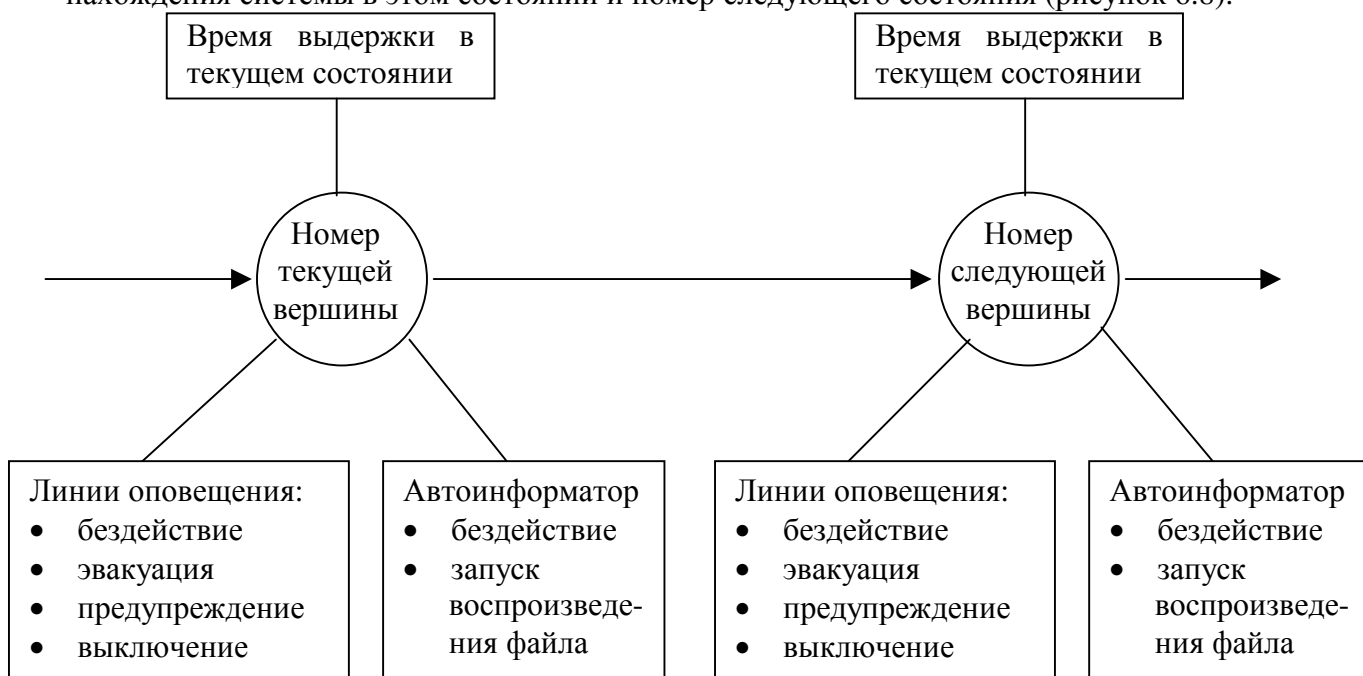 нахождения системы в этом состоянии и номер следующего состояния (рисунок 6.8).
Время выдержки в
текущем состоянии
Время выдержки в
текущем состоянии
Номер
текущей
вершины
Номер
следующей
вершины
Линии оповещения:
• бездействие
• эвакуация
• предупреждение
• выключение
Автоинформатор
• бездействие
• запуск
воспроизведе-
ния файла
Линии оповещения:
• бездействие
• эвакуация
• предупреждение
• выключение
Автоинформатор
• бездействие
• запуск
воспроизведе-
ния файла